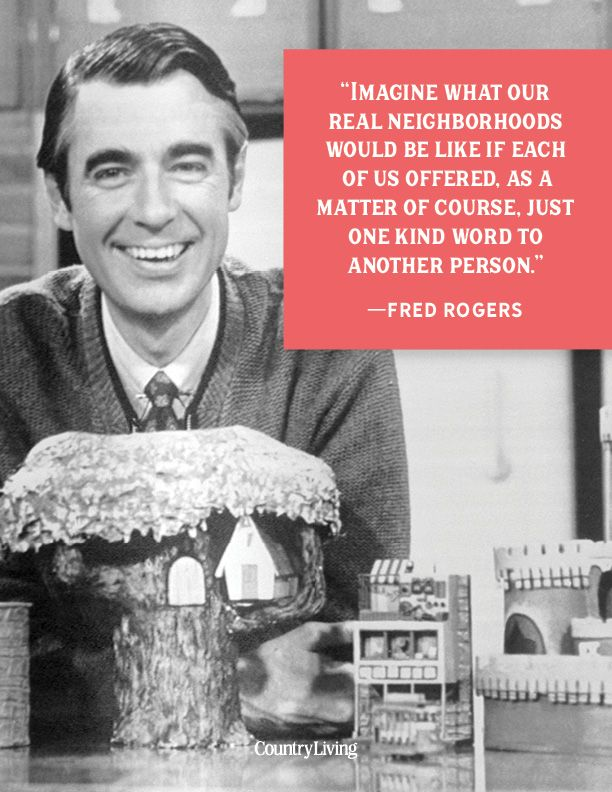 “IMAGINE WHAT OUR
REAL NEIGHBORHOODS
WOULD BE LIKE IF EACH
OF US OFFERED, AS A
MATTER OF COURSE, JUST
ONE KIND WORD TO
ANOTHER PERSON.”
—FRED ROGERS
CountryLiving